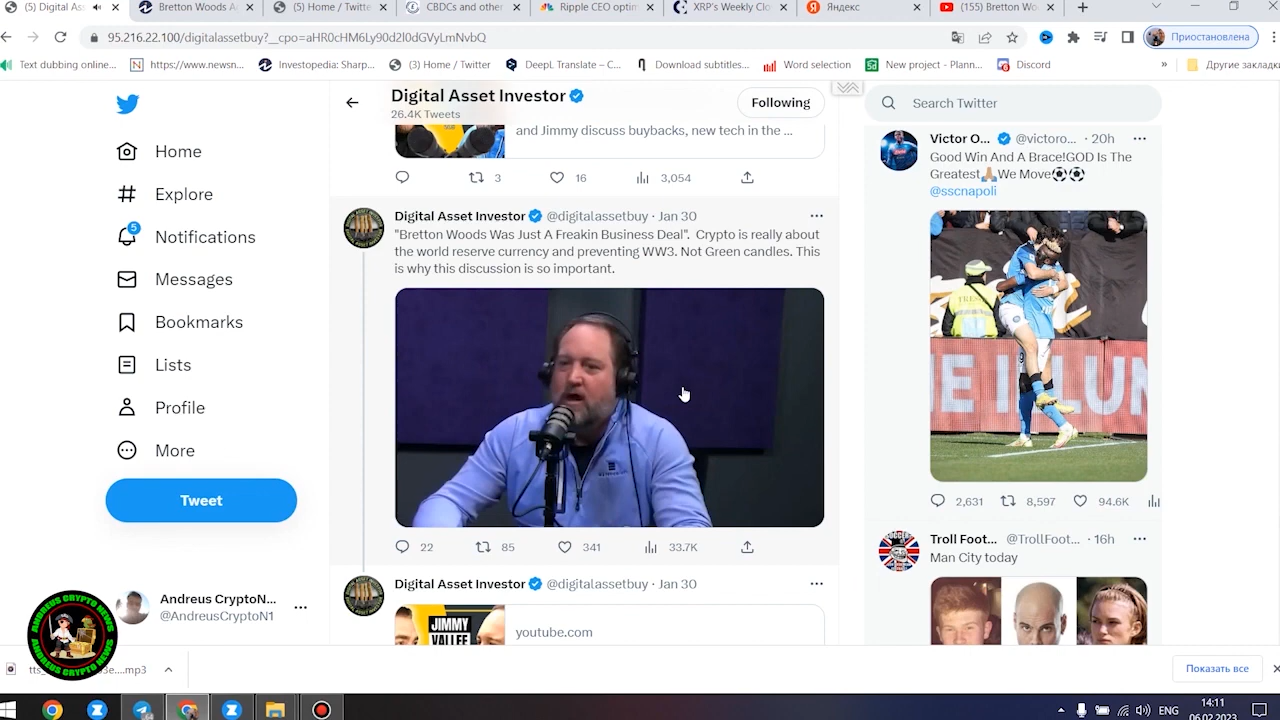 (5) Digital As
Bretton Woods A
(5) Home / Twitte
CBDCs and other
Ripple CEO optim
XRP's Weekly Clo
Яндекс
(155) Bretton Wo
95.216.22.100/digitalassetbuy?__cpo=aHR0cHM6Ly90d2l0dGVyLmNvbQ
Приостановлена
Text dubbing online...
https://www.newsn...
Investopedia: Sharp...
(3) Home / Twitter
DeepL Translate – C...
Download subtitles...
Word selection
New project - Plann...
Discord
»
Другие закладки
Home
Explore
5
Notifications
Messages
Bookmarks
Lists
Profile
More
Tweet
Andreus CryptoN...
@AndreusCryptoN1
ANDREUS CRYPTO NEWS
ANDREUS CRYPTO NEWS
Digital Asset Investor
26.4K Tweets
Following
and Jimmy discuss buybacks, new tech in the ...
3 16 3,054
Digital Asset Investor @digitalassetbuy · Jan 30
"Bretton Woods Was Just A Freakin Business Deal". Crypto is really about
the world reserve currency and preventing WW3. Not Green candles. This
is why this discussion is so important.
22 85 341 33.7K
Digital Asset Investor @digitalassetbuy · Jan 30
JIMMY
VALLEE
youtube.com
Search Twitter
Victor O... @victoro... · 20h
Good Win And A Brace!GOD Is The
Greatest🙏🏽We Move⚽⚽
@sscnapoli
2,631 8,597 94.6K
Troll Foot... @TrollFoot... · 16h
Man City today
Показать все
ENG
14:11
06.02.2023